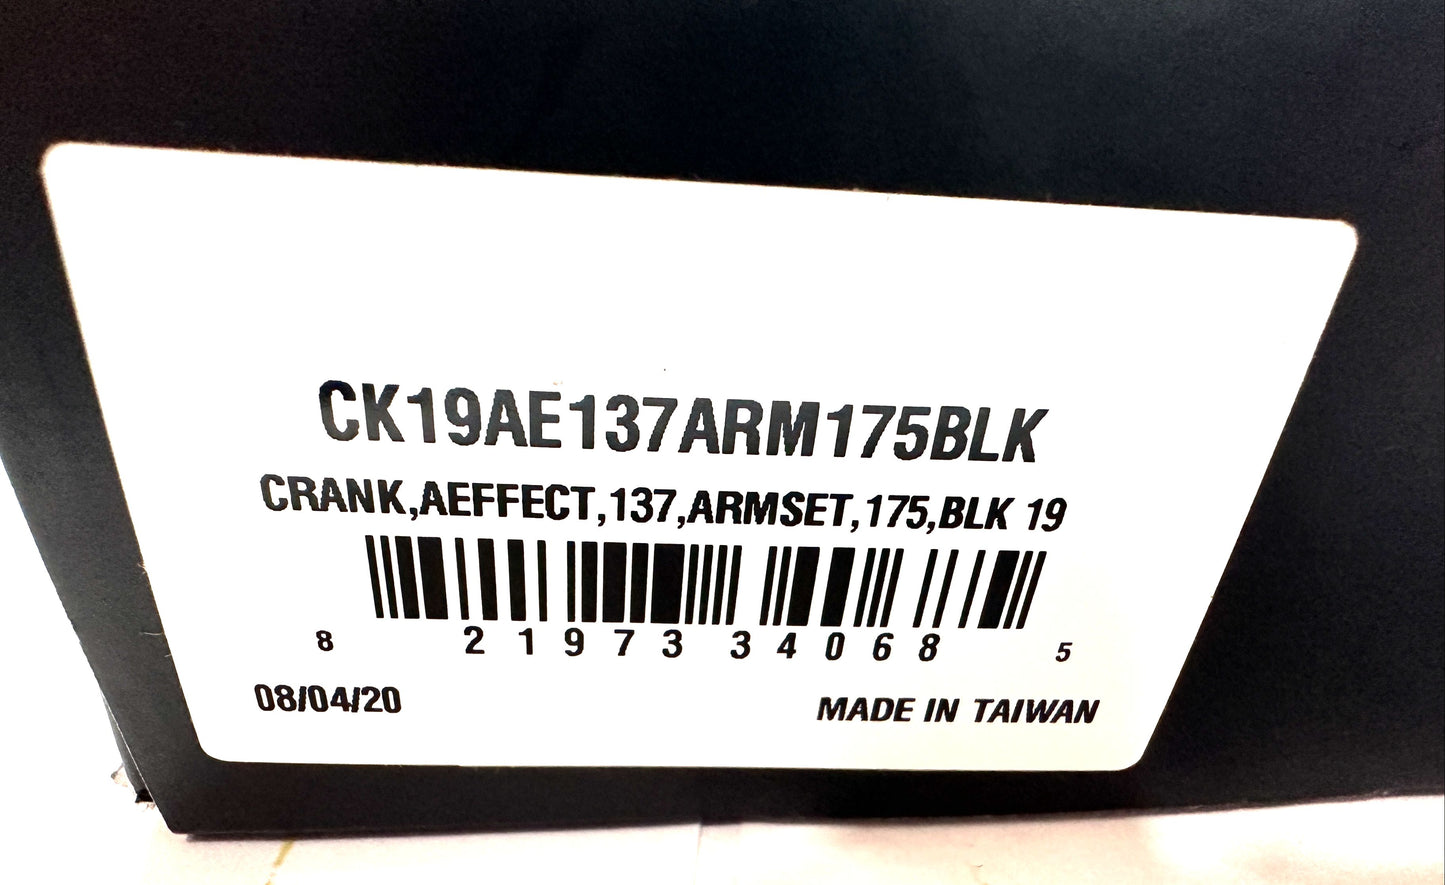 CK19AE137ARM175BLK
CRANK,AEFFECT,137,ARMSET,175,BLK 19
8 21973 34068 5
08/04/20 MADE IN TAIWAN